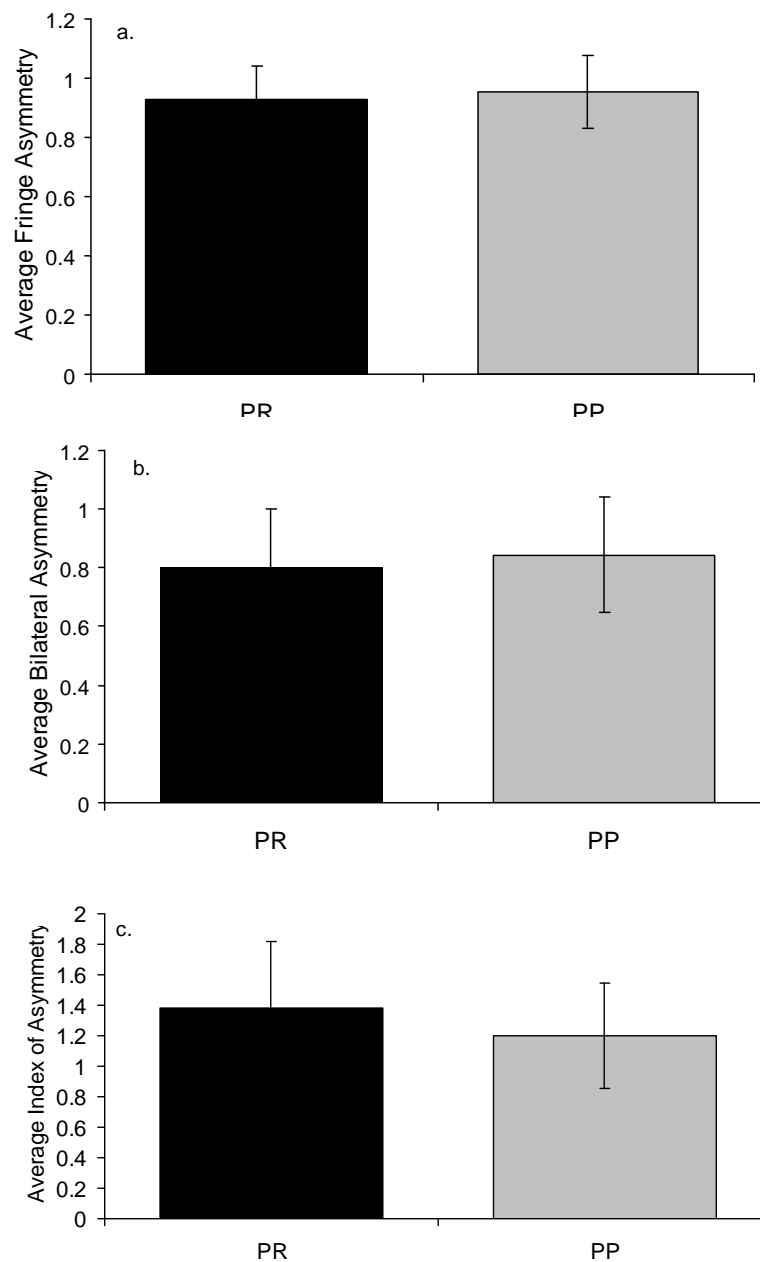 a.
Average Fringe Asymmetry
1.2
1
0.8
0.6
0.4
0.2
0
PR
PP
b.
Average Bilateral Asymmetry
1.2
1
0.8
0.6
0.4
0.2
0
PR
PP
c.
Average Index of Asymmetry
2
1.8
1.6
1.4
1.2
1
0.8
0.6
0.4
0.2
0
PR
PP